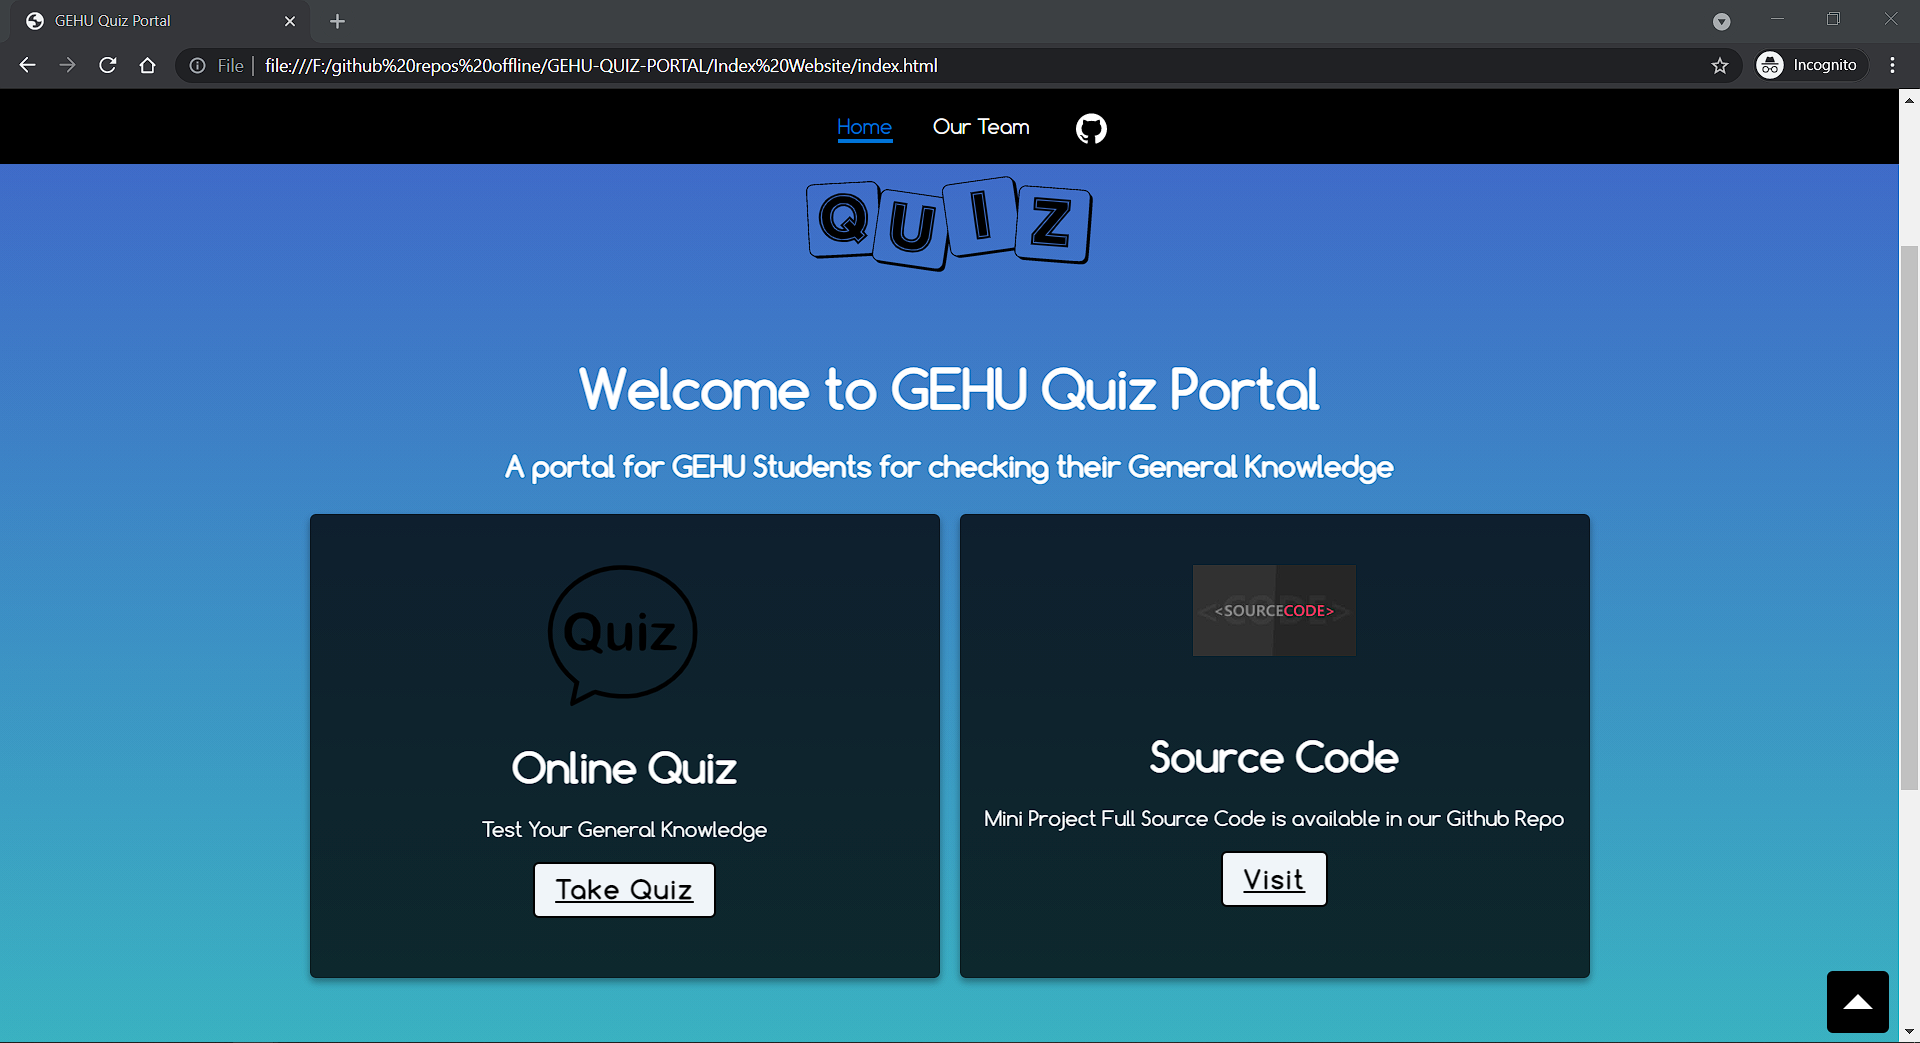 GEHU Quiz Portal
File | file:///F:/github%20repos%20offline/GEHU-QUIZ-PORTAL/Index%20Website/index.html
Incognito
Home
Our Team
QUIZ
Welcome to GEHU Quiz Portal
A portal for GEHU Students for checking their General Knowledge
Quiz
Online Quiz
Test Your General Knowledge
Take Quiz
<CODE>
<SOURCECODE>
Source Code
Mini Project Full Source Code is available in our Github Repo
Visit